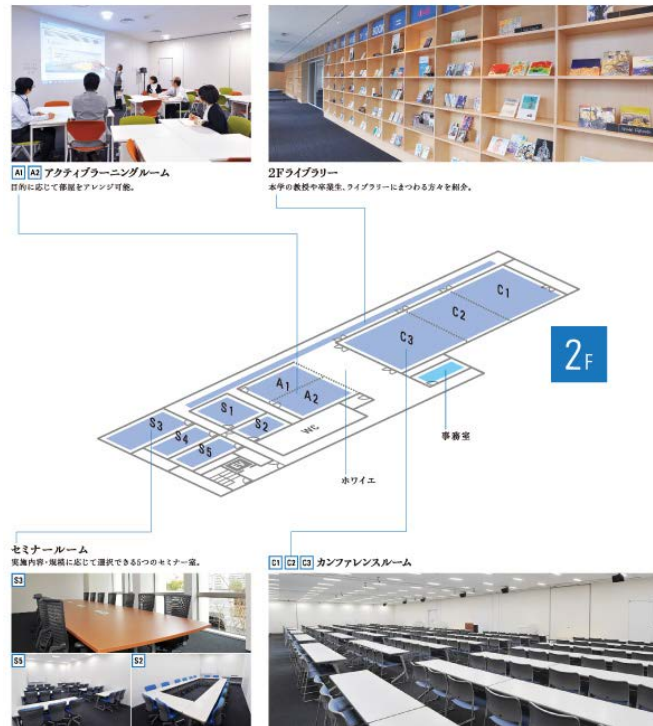 A1 A2 アクティブラーニングルーム
目的に応じて部屋をアレンジ可能。
2Fライブラリー
本学の教授や卒業生、ライブラリーにまつわる方々を紹介。
C1
C2
C3
2F
A1
A2
S1
S2
S3
S4
S5
WC
事務室
ホワイエ
セミナールーム
実施内容・規模に応じて選択できる5つのセミナー室。
C1 C2 C3 カンファレンスルーム
S3
S5
S2